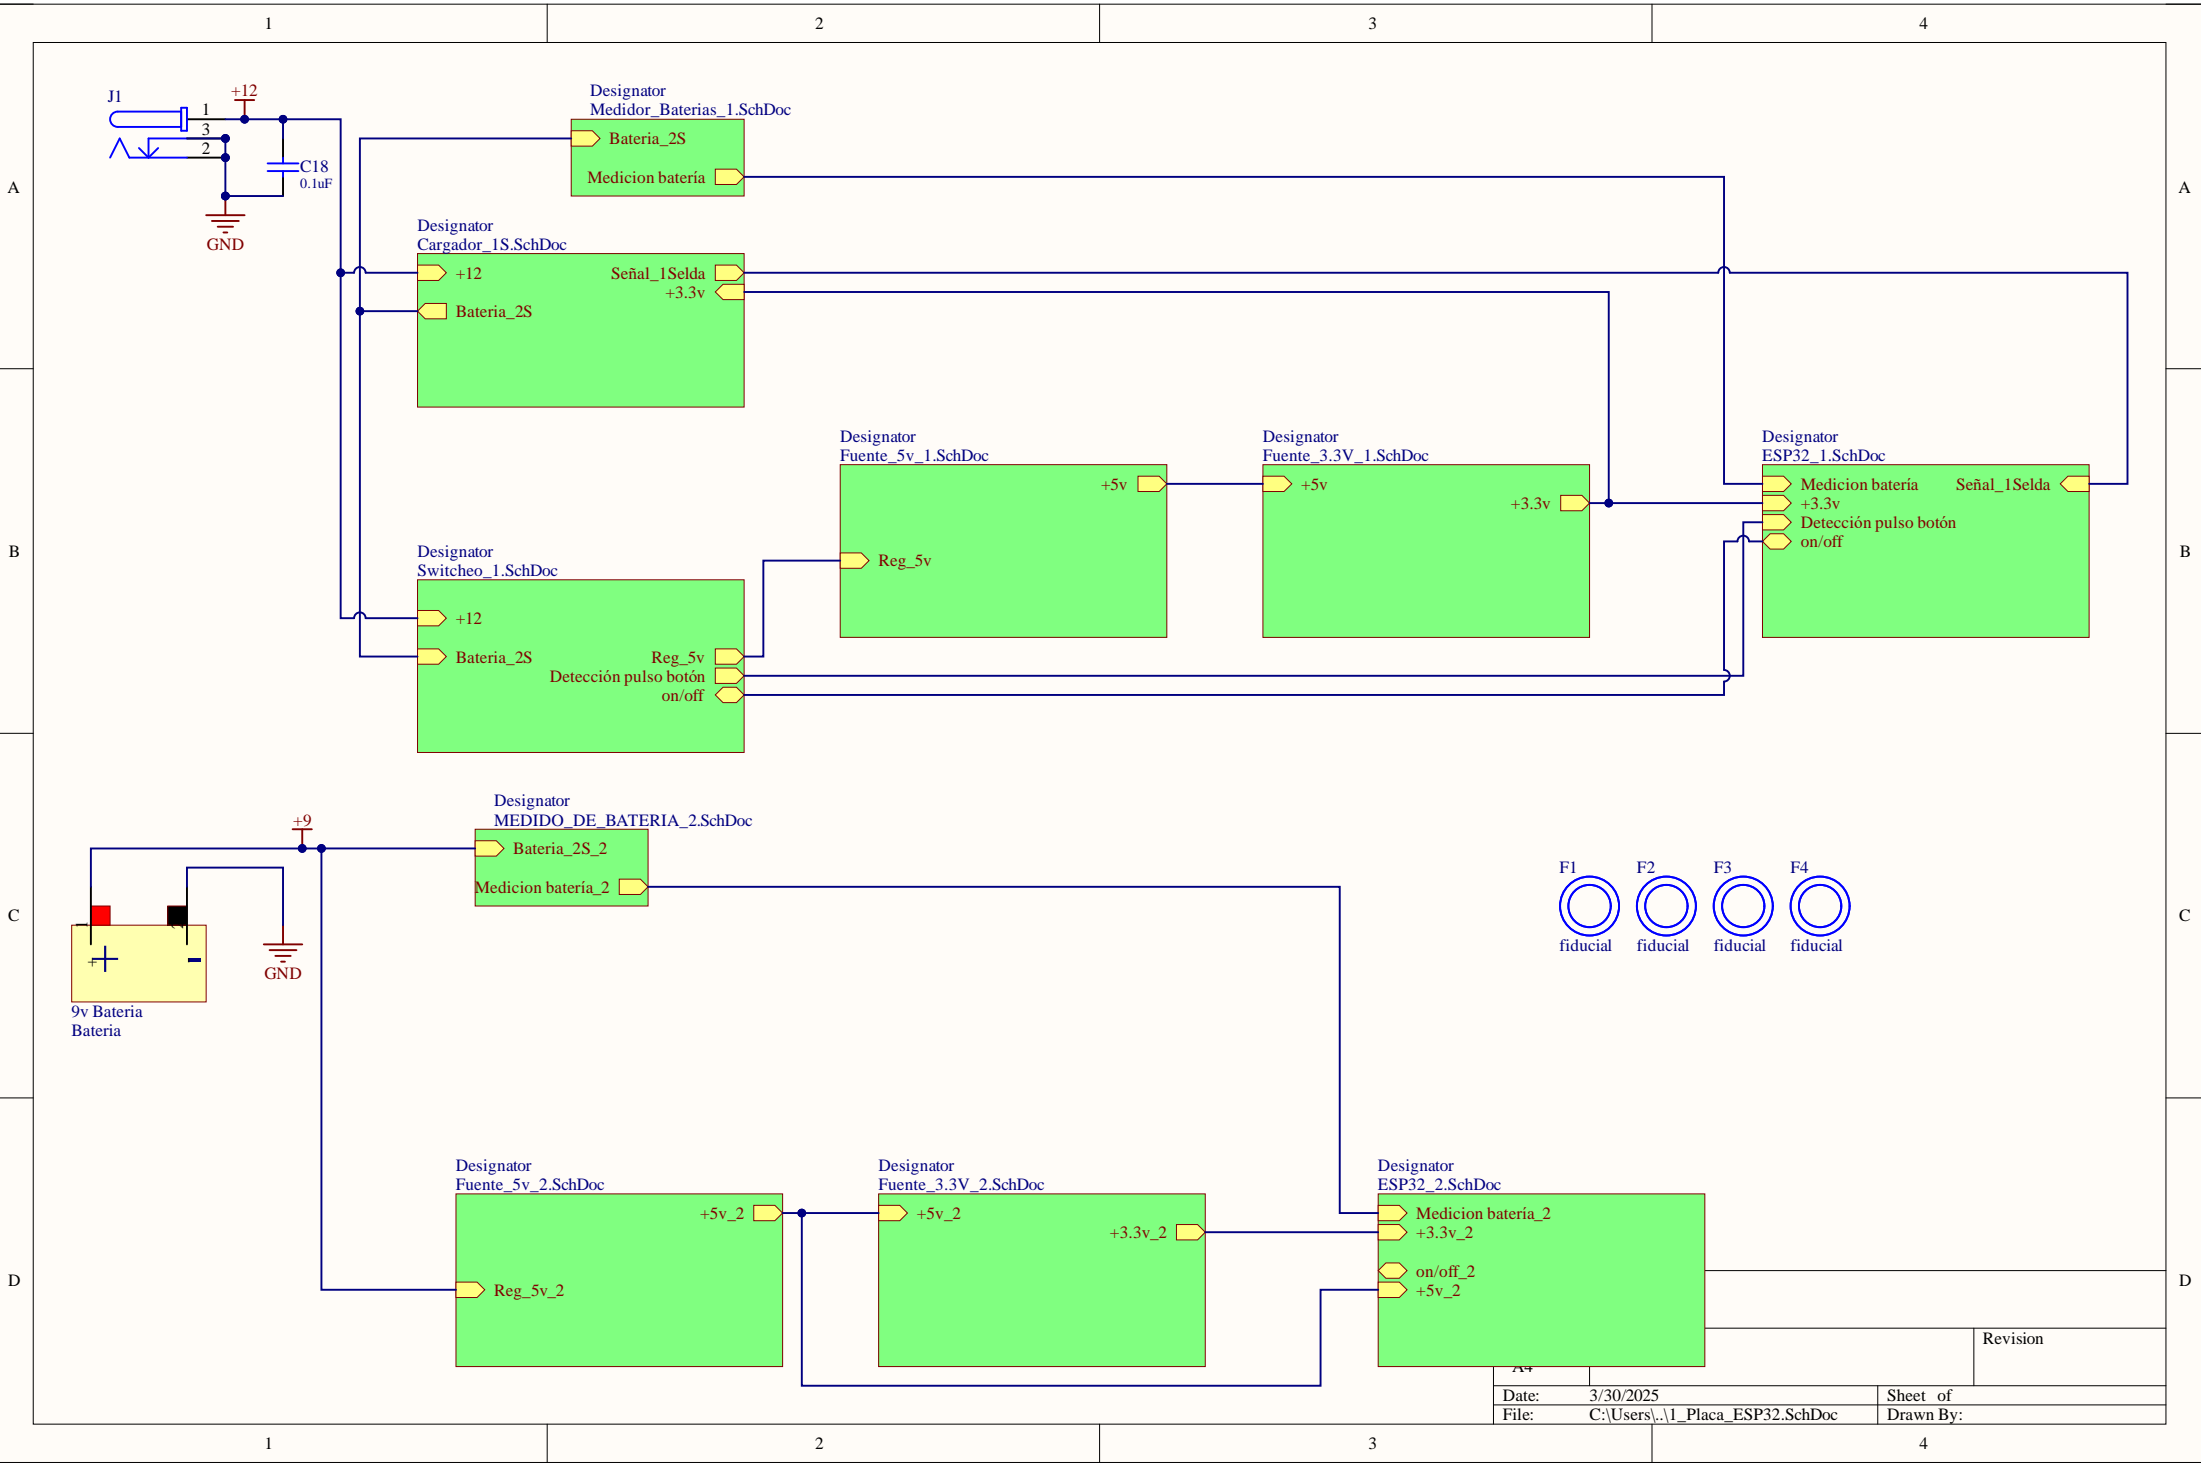 1
2
3
4
A
A
B
B
C
C
D
D
J1
+12
1
3
2
C18
0.1uF
GND
Designator
Medidor_Baterias_1.SchDoc
Bateria_2S
Medicion batería
Designator
Cargador_1S.SchDoc
+12
Señal_1Selda
+3.3v
Bateria_2S
Designator
Fuente_5v_1.SchDoc
+5v
Reg_5v
Designator
Fuente_3.3V_1.SchDoc
+5v
+3.3v
Designator
ESP32_1.SchDoc
Medicion batería
Señal_1Selda
+3.3v
Detección pulso botón
on/off
Designator
Switcheo_1.SchDoc
+12
Bateria_2S
Reg_5v
Detección pulso botón
on/off
+9
1
+
+
-
GND
9v Bateria
Bateria
Designator
MEDIDO_DE_BATERIA_2.SchDoc
Bateria_2S_2
Medicion batería_2
F1
F2
F3
F4
fiducial
fiducial
fiducial
fiducial
Designator
Fuente_5v_2.SchDoc
+5v_2
Reg_5v_2
Designator
Fuente_3.3V_2.SchDoc
+5v_2
+3.3v_2
Designator
ESP32_2.SchDoc
Medicion batería_2
+3.3v_2
on/off_2
+5v_2
Revision
A4
Date: 3/30/2025
Sheet of
File: C:\Users\..\1_Placa_ESP32.SchDoc
Drawn By:
1
2
3
4